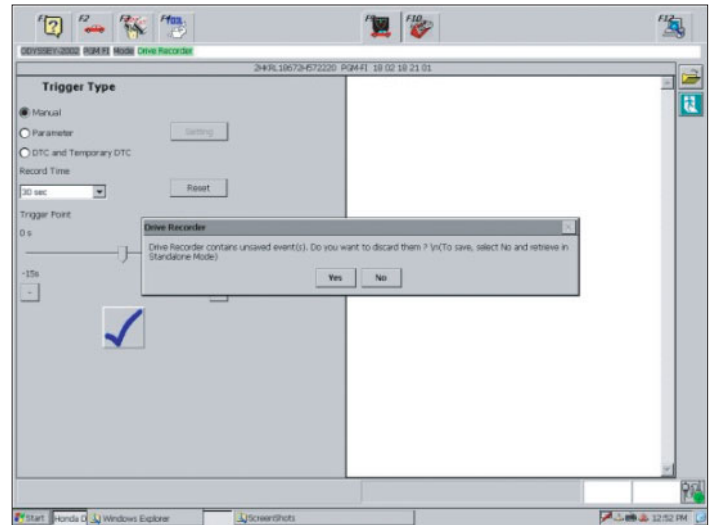 F1
F2
F10
F12
ODYSSEY-2002 PGM-FI Mode Drive Recorder
2HKRL18672H572220 PGM-FI 18 02 18 21 01
Trigger Type
Manual
Parameter
Setting
DTC and Temporary DTC
Record Time
30 sec
Reset
Trigger Point
0 s
-15s
-
Drive Recorder
Drive Recorder contains unsaved event(s). Do you want to discard them ? \n(To save, select No and retrieve in
Standalone Mode)
Yes
No
Start
Honda D
Windows Explorer
ScreenShots
12:52 PM